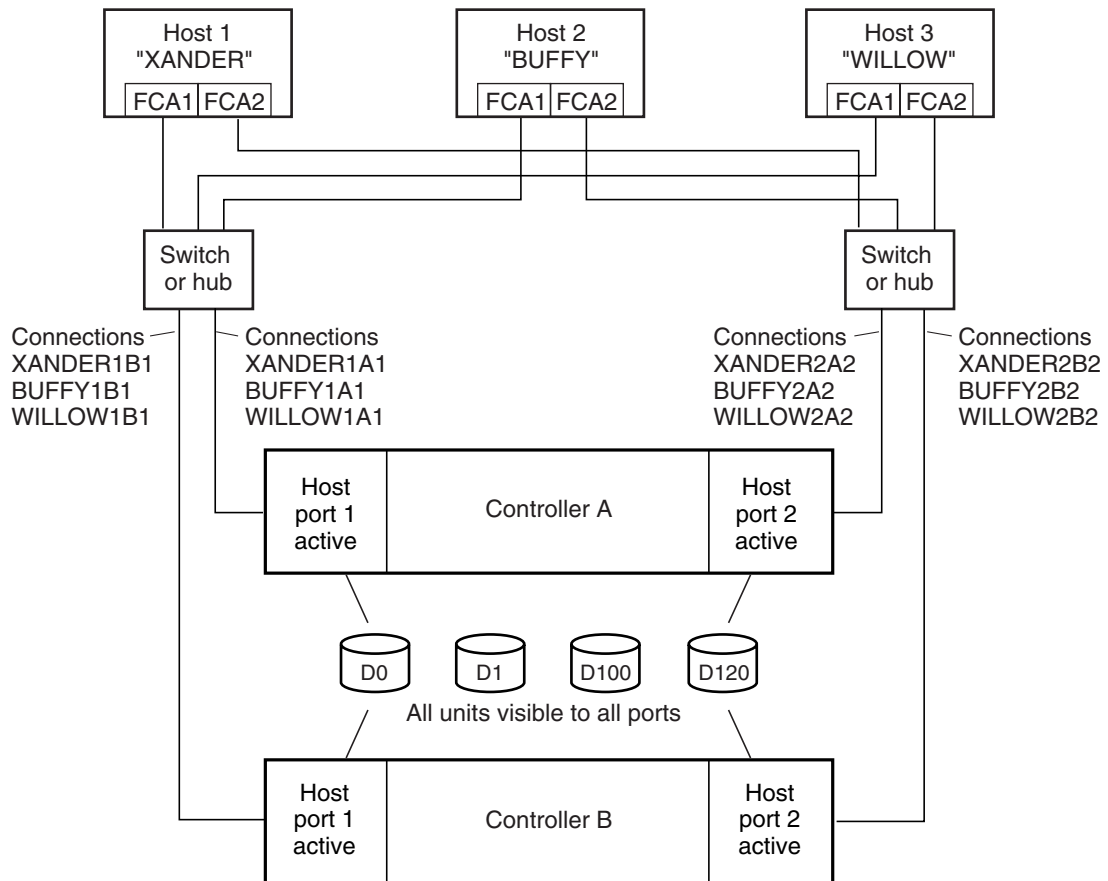 Host 1
"XANDER"
FCA1 FCA2
Host 2
"BUFFY"
FCA1 FCA2
Host 3
"WILLOW"
FCA1 FCA2
Switch
or hub
Switch
or hub
Connections
XANDER1B1
BUFFY1B1
WILLOW1B1
Connections
XANDER1A1
BUFFY1A1
WILLOW1A1
Connections
XANDER2A2
BUFFY2A2
WILLOW2A2
Connections
XANDER2B2
BUFFY2B2
WILLOW2B2
Host
port 1
active
Controller A
Host
port 2
active
D0
D1
D100
D120
All units visible to all ports
Host
port 1
active
Controller B
Host
port 2
active